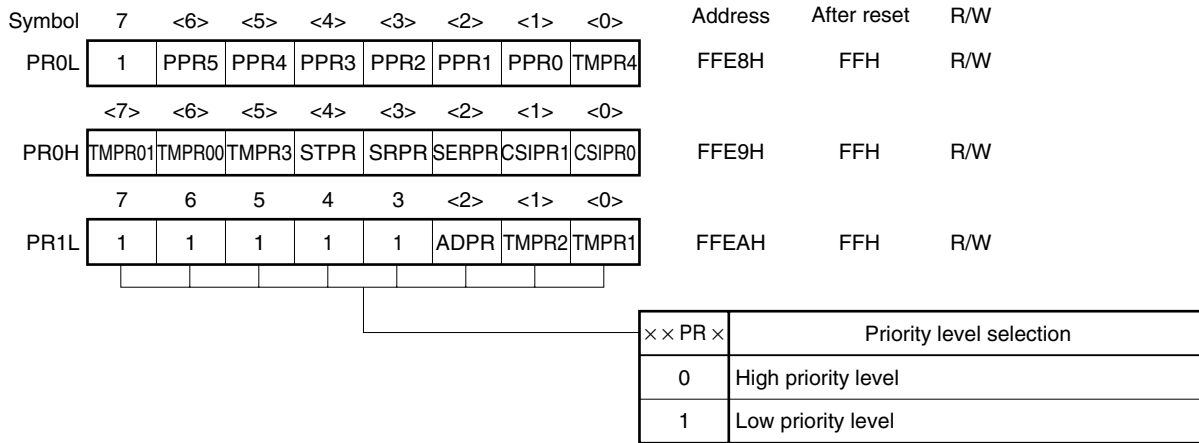 Symbol 7 <6> <5> <4> <3> <2> <1> <0> Address After reset R/W
PR0L 1 PPR5 PPR4 PPR3 PPR2 PPR1 PPR0 TMPR4 FFE8H FFH R/W
<7> <6> <5> <4> <3> <2> <1> <0>
PR0H TMPR01 TMPR00 TMPR3 STPR SRPR SERPR CSIPR1 CSIPR0 FFE9H FFH R/W
7 6 5 4 3 <2> <1> <0>
PR1L 1 1 1 1 1 ADPR TMPR2 TMPR1 FFEAH FFH R/W
××PR× Priority level selection
0 High priority level
1 Low priority level